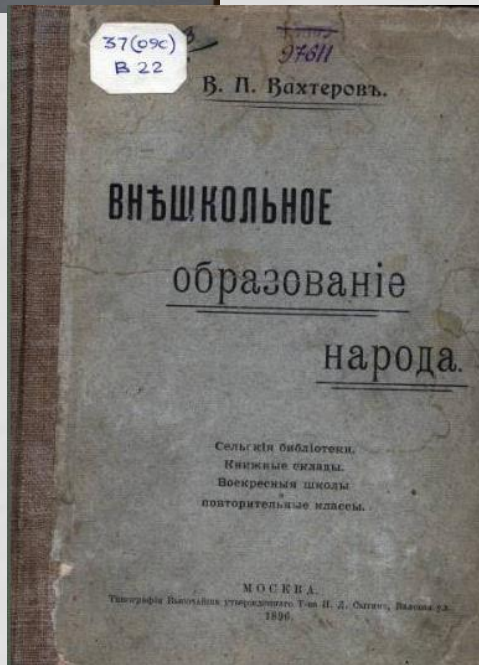 37(09с)
В 22
97611
В. П. Вахтеровъ.
ВНѢШКОЛЬНОЕ
образованіе
народа.
Сельскія библіотеки.
Книжные склады.
Воскресныя школы
и
повторительные классы.
МОСКВА.
Типографія Высочайше утвержденнаго Т-ва И. Д. Сытина, Валовая ул.
1896.